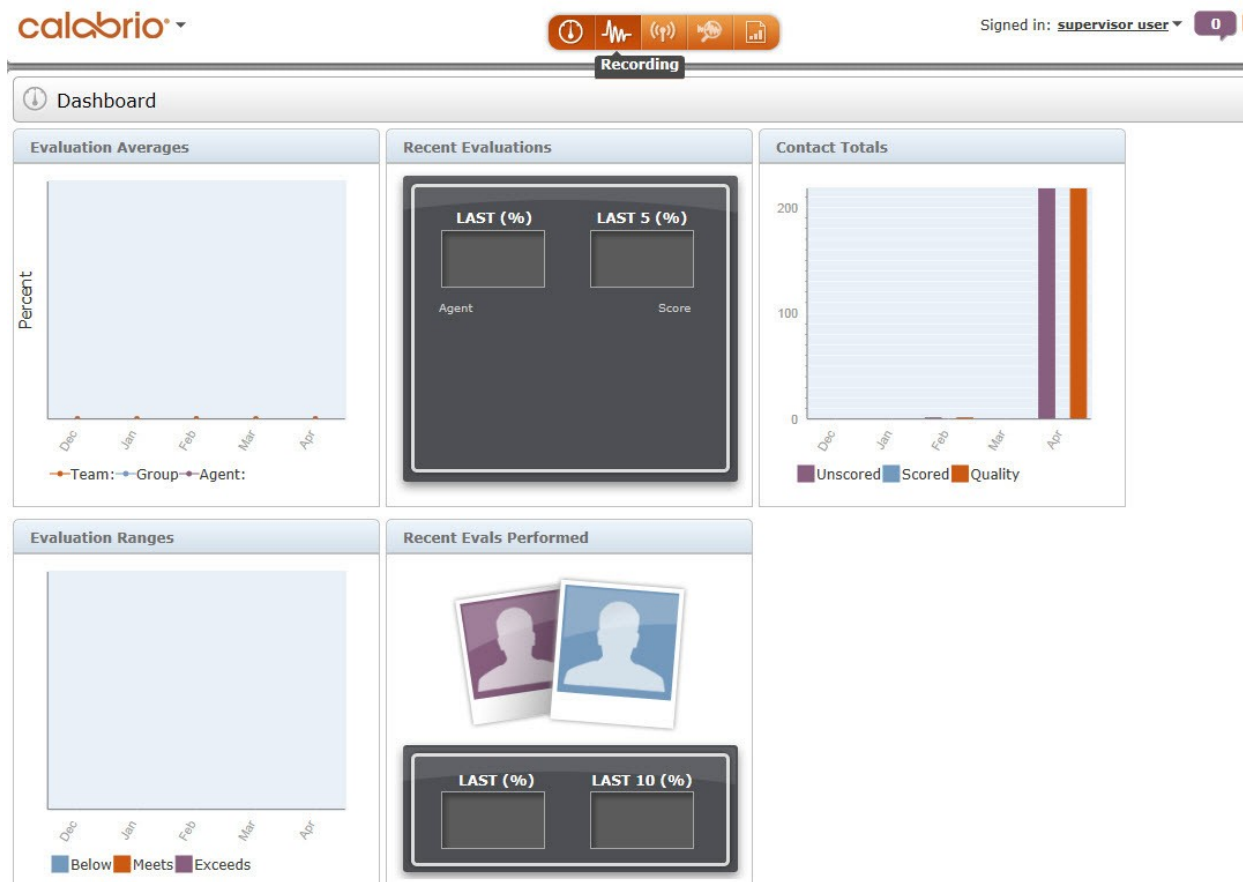 calabrio
Signed in: supervisor user
0
Recording
Dashboard
Evaluation Averages
Percent
Dec Jan Feb Mar Apr
Team: Group Agent:
Recent Evaluations
LAST (%) LAST 5 (%)
Agent Score
Contact Totals
200
100
0
Dec Jan Feb Mar Apr
Unscored Scored Quality
Evaluation Ranges
Dec Jan Feb Mar Apr
Below Meets Exceeds
Recent Evals Performed
LAST (%) LAST 10 (%)